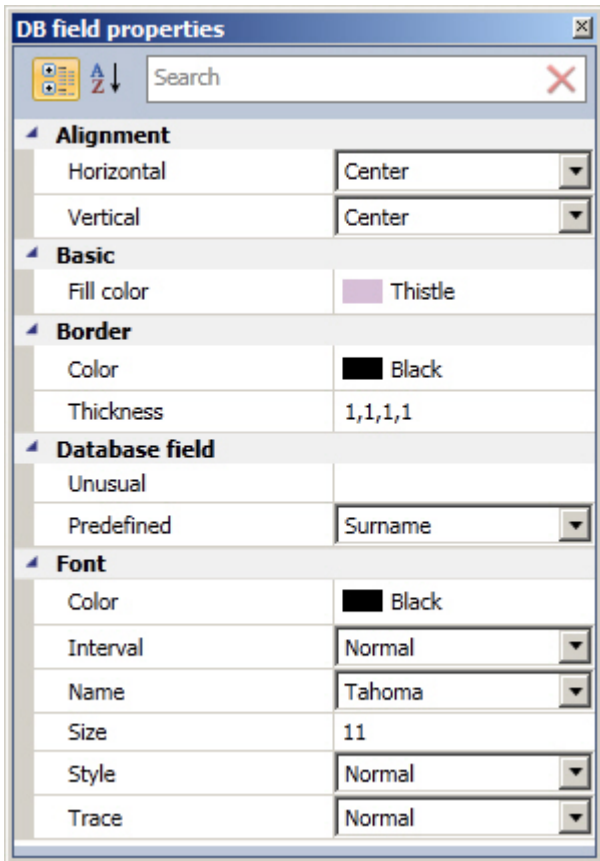 DB field properties
A
Z
Search
Alignment
Horizontal Center
Vertical Center
Basic
Fill color Thistle
Border
Color Black
Thickness 1,1,1,1
Database field
Unusual
Predefined Surname
Font
Color Black
Interval Normal
Name Tahoma
Size 11
Style Normal
Trace Normal